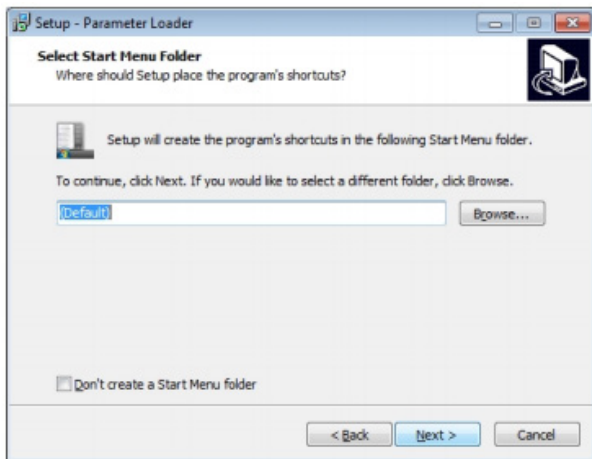 Setup - Parameter Loader
Select Start Menu Folder
Where should Setup place the program's shortcuts?
Setup will create the program's shortcuts in the following Start Menu folder.
To continue, click Next. If you would like to select a different folder, click Browse.
(Default)
Browse...
Don't create a Start Menu folder
< Back
Next >
Cancel